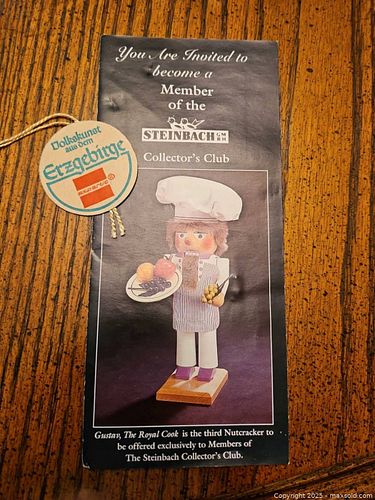 You Are Invited to
become a
Member
of the
STEINBACH
Collector's Club
Volkskunst
aus dem
Erzgebirge
Gustav, The Royal Cook is the third Nutcracker to
be offered exclusively to Members of
The Steinbach Collector's Club.
© Copyright 2025 - maxsold.com